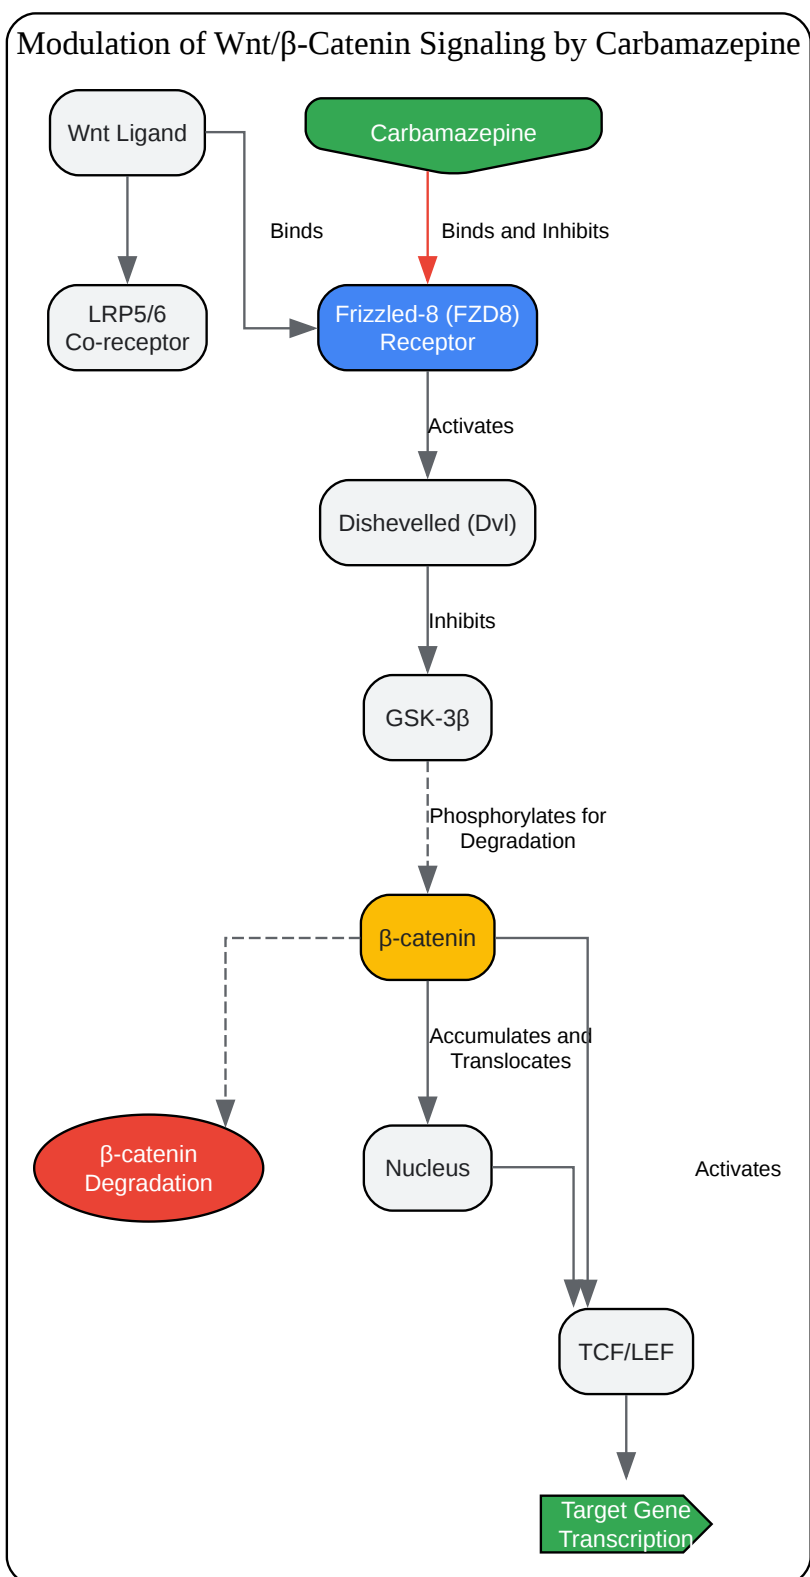 Modulation of Wnt/β-Catenin Signaling by Carbamazepine
Wnt Ligand
Carbamazepine
Binds
Binds and Inhibits
LRP5/6
Co-receptor
Frizzled-8 (FZD8)
Receptor
Activates
Dishevelled (Dvl)
Inhibits
GSK-3β
Phosphorylates for
Degradation
β-catenin
Accumulates and
Translocates
β-catenin
Degradation
Nucleus
Activates
TCF/LEF
Target Gene
Transcription